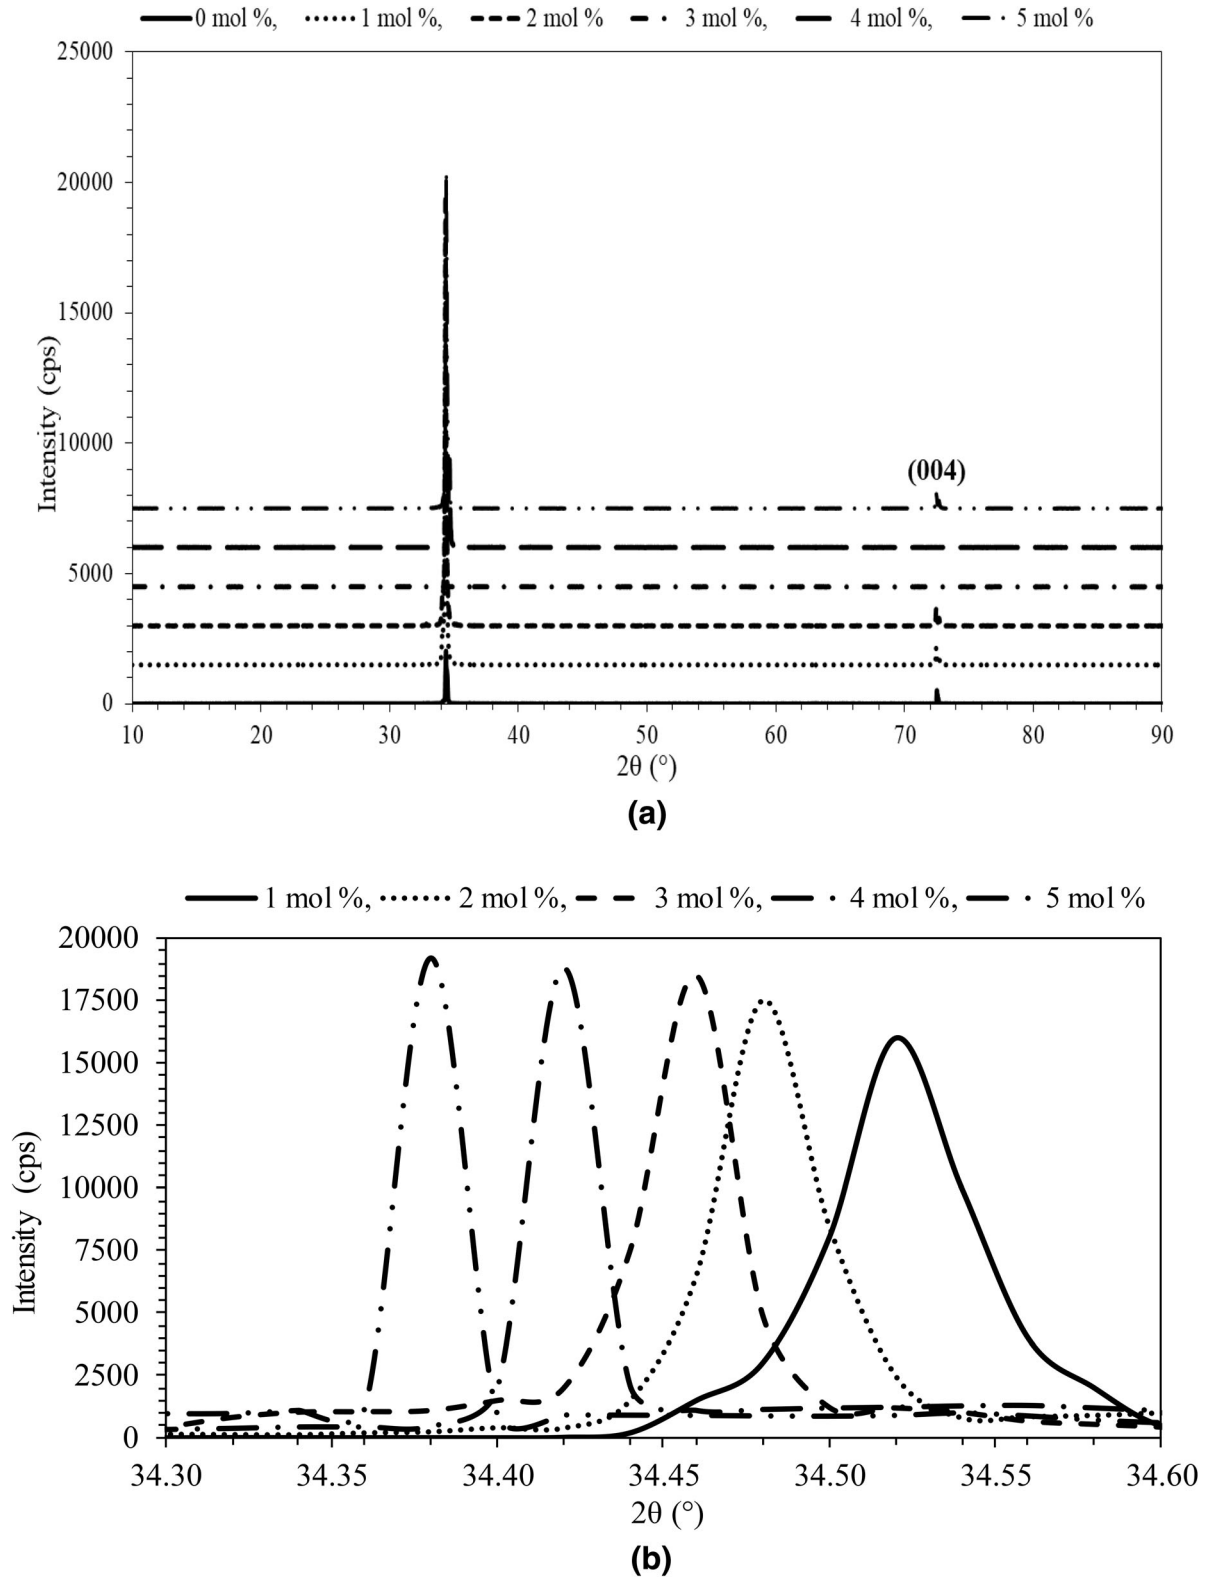 0 mol %, 1 mol %, 2 mol % 3 mol %, 4 mol %, 5 mol %
25000
20000
15000
10000
5000
0
Intensity (cps)
(004)
10 20 30 40 50 60 70 80 90
2θ (°)
(a)
1 mol %, 2 mol %, 3 mol %, 4 mol %, 5 mol %
20000
17500
15000
12500
10000
7500
5000
2500
0
Intensity (cps)
34.30 34.35 34.40 34.45 34.50 34.55 34.60
2θ (°)
(b)